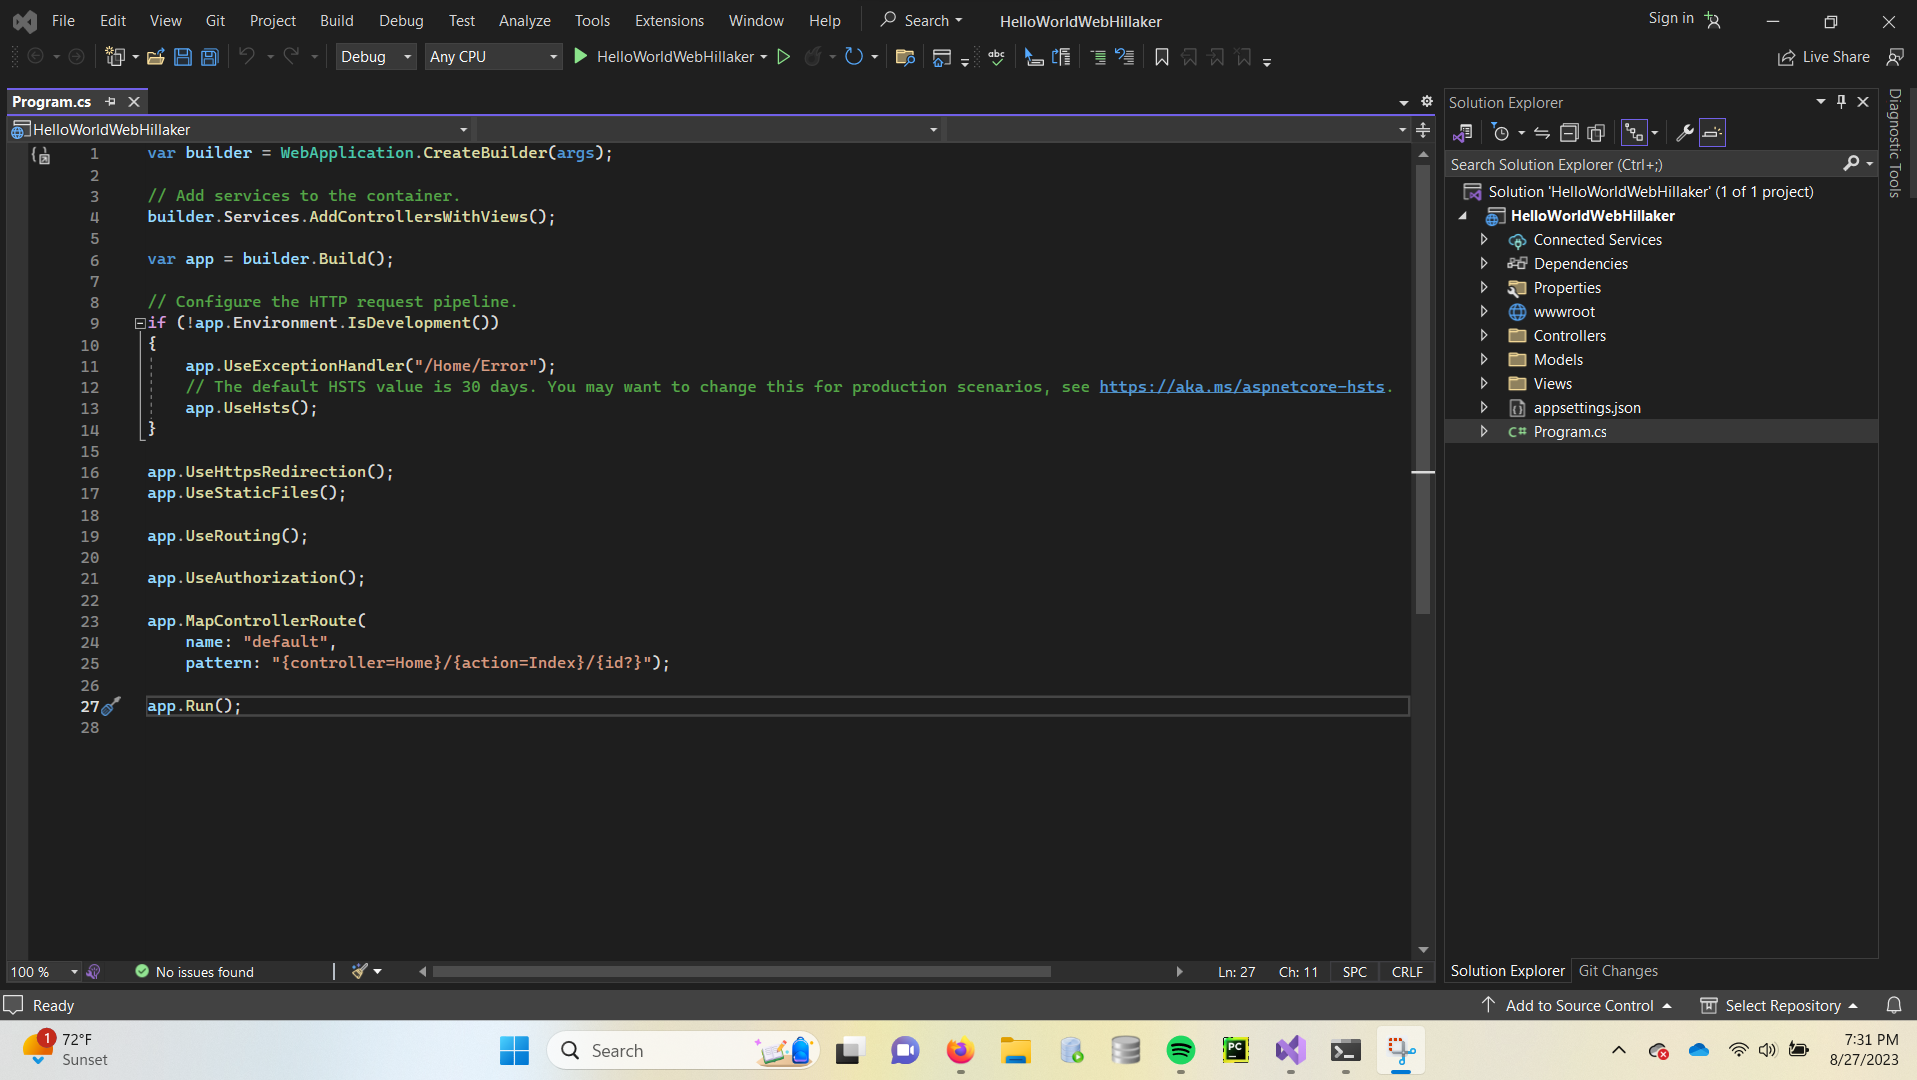 File Edit View Git Project Build Debug Test Analyze Tools Extensions Window Help Search HelloWorldWebHillaker Sign in
Debug Any CPU HelloWorldWebHillaker Live Share
Program.cs
HelloWorldWebHillaker
1 var builder = WebApplication.CreateBuilder(args);
2
3 // Add services to the container.
4 builder.Services.AddControllersWithViews();
5
6 var app = builder.Build();
7
8 // Configure the HTTP request pipeline.
9 if (!app.Environment.IsDevelopment())
10 {
11 app.UseExceptionHandler("/Home/Error");
12 // The default HSTS value is 30 days. You may want to change this for production scenarios, see https://aka.ms/aspnetcore-hsts.
13 app.UseHsts();
14 }
15
16 app.UseHttpsRedirection();
17 app.UseStaticFiles();
18
19 app.UseRouting();
20
21 app.UseAuthorization();
22
23 app.MapControllerRoute(
24 name: "default",
25 pattern: "{controller=Home}/{action=Index}/{id?}");
26
27 app.Run();
28
100 % No issues found Ln: 27 Ch: 11 SPC CRLF
Solution Explorer
Search Solution Explorer (Ctrl+;)
Solution 'HelloWorldWebHillaker' (1 of 1 project)
HelloWorldWebHillaker
Connected Services
Dependencies
Properties
wwwroot
Controllers
Models
Views
appsettings.json
C# Program.cs
Solution Explorer Git Changes
Diagnostic Tools
Ready Add to Source Control Select Repository
1 72°F
Sunset
Search
PC
7:31 PM
8/27/2023